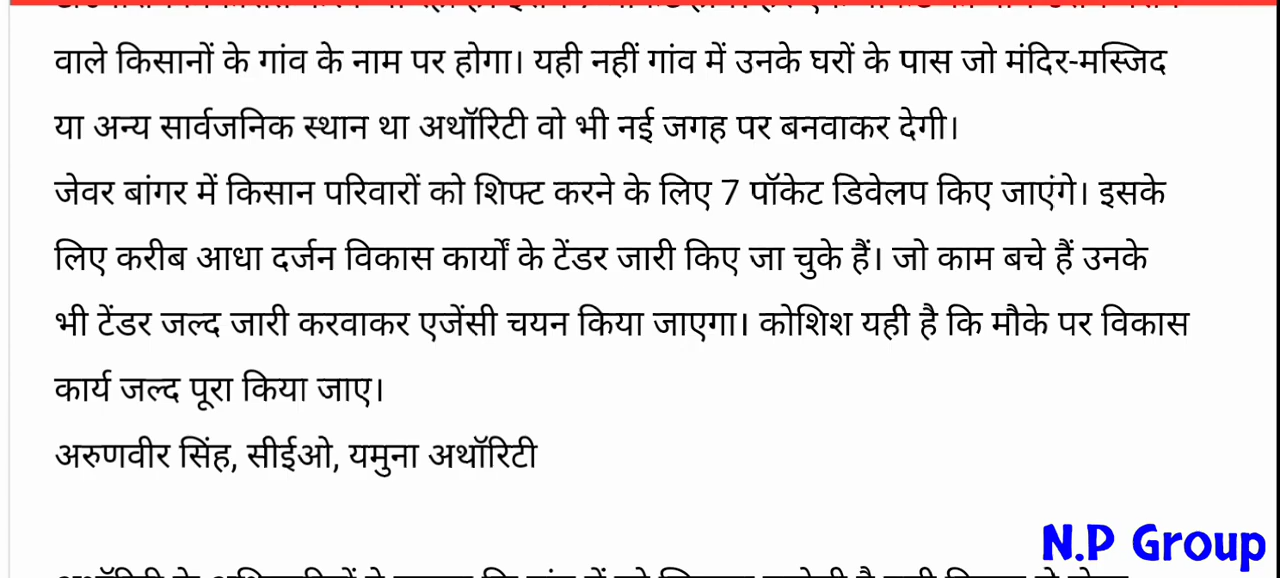 वाले किसानों के गांव के नाम पर होगा। यही नहीं गांव में उनके घरों के पास जो मंदिर-मस्जिद
या अन्य सार्वजनिक स्थान था अथॉरिटी वो भी नई जगह पर बनवाकर देगी।
जेवर बांगर में किसान परिवारों को शिफ्ट करने के लिए 7 पॉकेट डिवेलप किए जाएंगे। इसके
लिए करीब आधा दर्जन विकास कार्यों के टेंडर जारी किए जा चुके हैं। जो काम बचे हैं उनके
भी टेंडर जल्द जारी करवाकर एजेंसी चयन किया जाएगा। कोशिश यही है कि मौके पर विकास
कार्य जल्द पूरा किया जाए।
अरुणवीर सिंह, सीईओ, यमुना अथॉरिटी
N.P Group